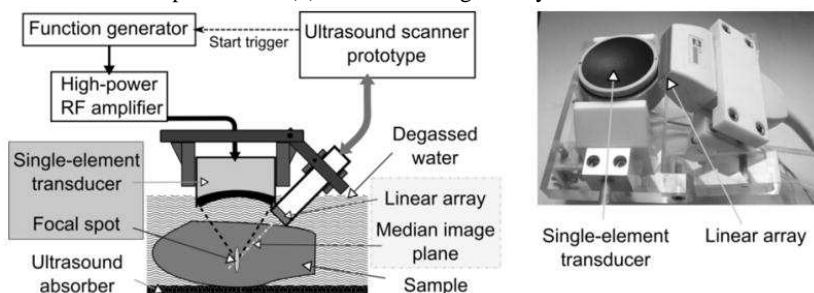 Function generator
Start trigger
Ultrasound scanner
prototype
High-power
RF amplifier
Degassed
water
Single-element
transducer
Linear array
Focal spot
Median image
plane
Ultrasound
absorber
Sample
Single-element
transducer
Linear array